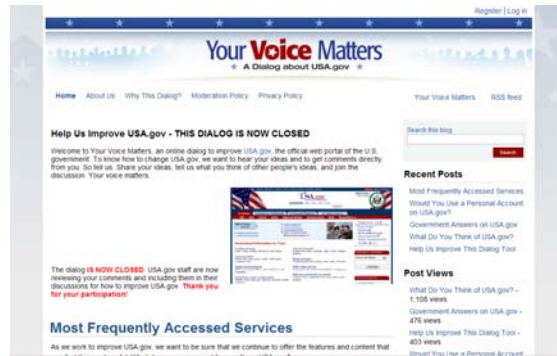 Register | Log in
Your Voice Matters
A Dialog about USA.gov
Home About Us Why This Dialog? Moderation Policy Privacy Policy
Your Voice Matters RSS feed
Help Us Improve USA.gov - THIS DIALOG IS NOW CLOSED
Welcome to Your Voice Matters, an online dialog to improve USA.gov, the official web portal of the U.S.
government. To know how to change USA.gov, we want to hear your ideas and to get comments directly
from you. So tell us. Share your ideas, tell us what you think of other people's ideas, and join the
discussion. Your voice matters.
USA.gov
The dialog IS NOW CLOSED. USA.gov staff are now
reviewing your comments and including them in their
discussions for how to improve USA.gov. Thank you
for your participation!
Most Frequently Accessed Services
As we work to improve USA.gov, we want to be sure that we continue to offer the features and content that
Search this blog
Search
Recent Posts
Most Frequently Accessed Services
Would You Use a Personal Account
on USA.gov?
Government Answers on USA.gov
What Do You Think of USA.gov?
Help Us Improve This Dialog Tool
Post Views
What Do You Think of USA.gov? -
1,108 views
Government Answers on USA.gov -
476 views
Help Us Improve This Dialog Tool -
403 views
Would You Use a Personal Account